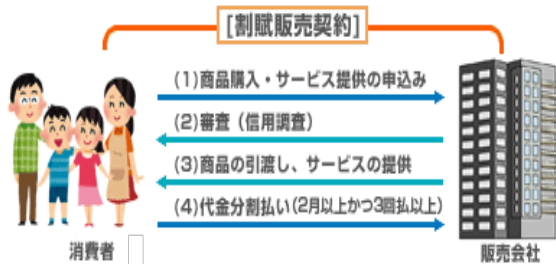 [割賦販売契約]
(1)商品購入・サービス提供の申込み
(2)審査(信用調査)
(3)商品の引渡し、サービスの提供
(4)代金分割払い(2月以上かつ3回払以上)
消費者
販売会社